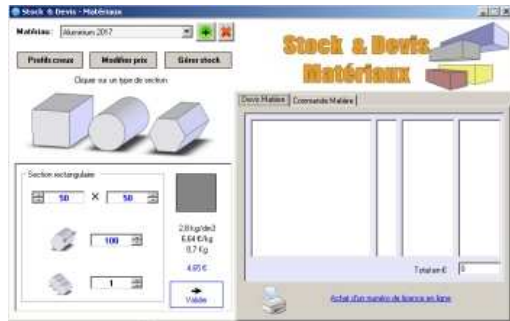 Stock & Devis - Matériaux
Matériau : Aluminium 2017
Profils creux
Modifier prix
Gérer stock
Cliquer sur un type de section
Stock & Devis
Matériaux
Devis Matière
Commande Matière
Section rectangulaire
50 X 50
100
1
2.8 kg/dm3
6,64 €/kg
0.7 Kg
4,65 €
Valider
Total en €
0
Achat d'un numéro de licence en ligne